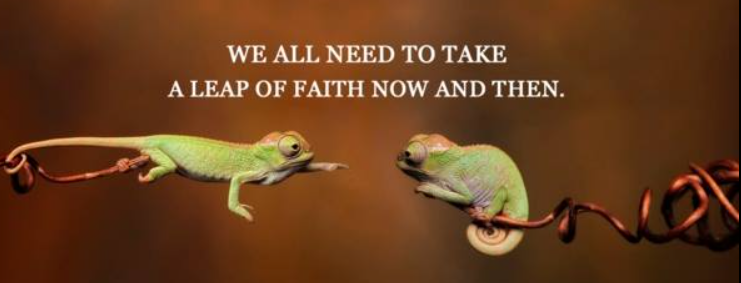 WE ALL NEED TO TAKE
A LEAP OF FAITH NOW AND THEN.